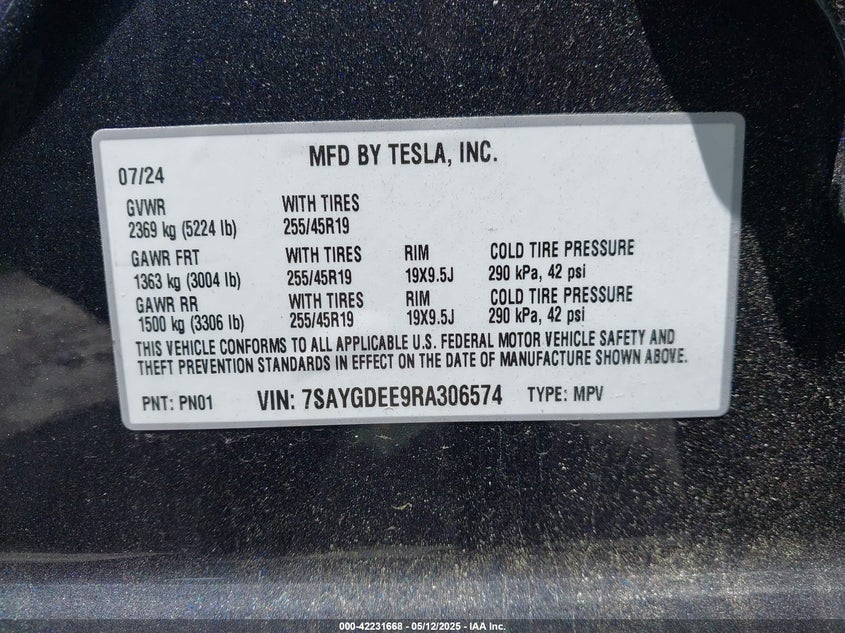 MFD BY TESLA, INC.
07/24
GVWR WITH TIRES
2369 kg (5224 lb) 255/45R19
GAWR FRT WITH TIRES RIM COLD TIRE PRESSURE
1363 kg (3004 lb) 255/45R19 19X9.5J 290 kPa, 42 psi
GAWR RR WITH TIRES RIM COLD TIRE PRESSURE
1500 kg (3306 lb) 255/45R19 19X9.5J 290 kPa, 42 psi
THIS VEHICLE CONFORMS TO ALL APPLICABLE U.S. FEDERAL MOTOR VEHICLE SAFETY AND
THEFT PREVENTION STANDARDS IN EFFECT ON THE DATE OF MANUFACTURE SHOWN ABOVE.
PNT: PN01 VIN: 7SAYGDEE9RA306574 TYPE: MPV
000-42231668 - 05/12/2025 - IAA Inc.